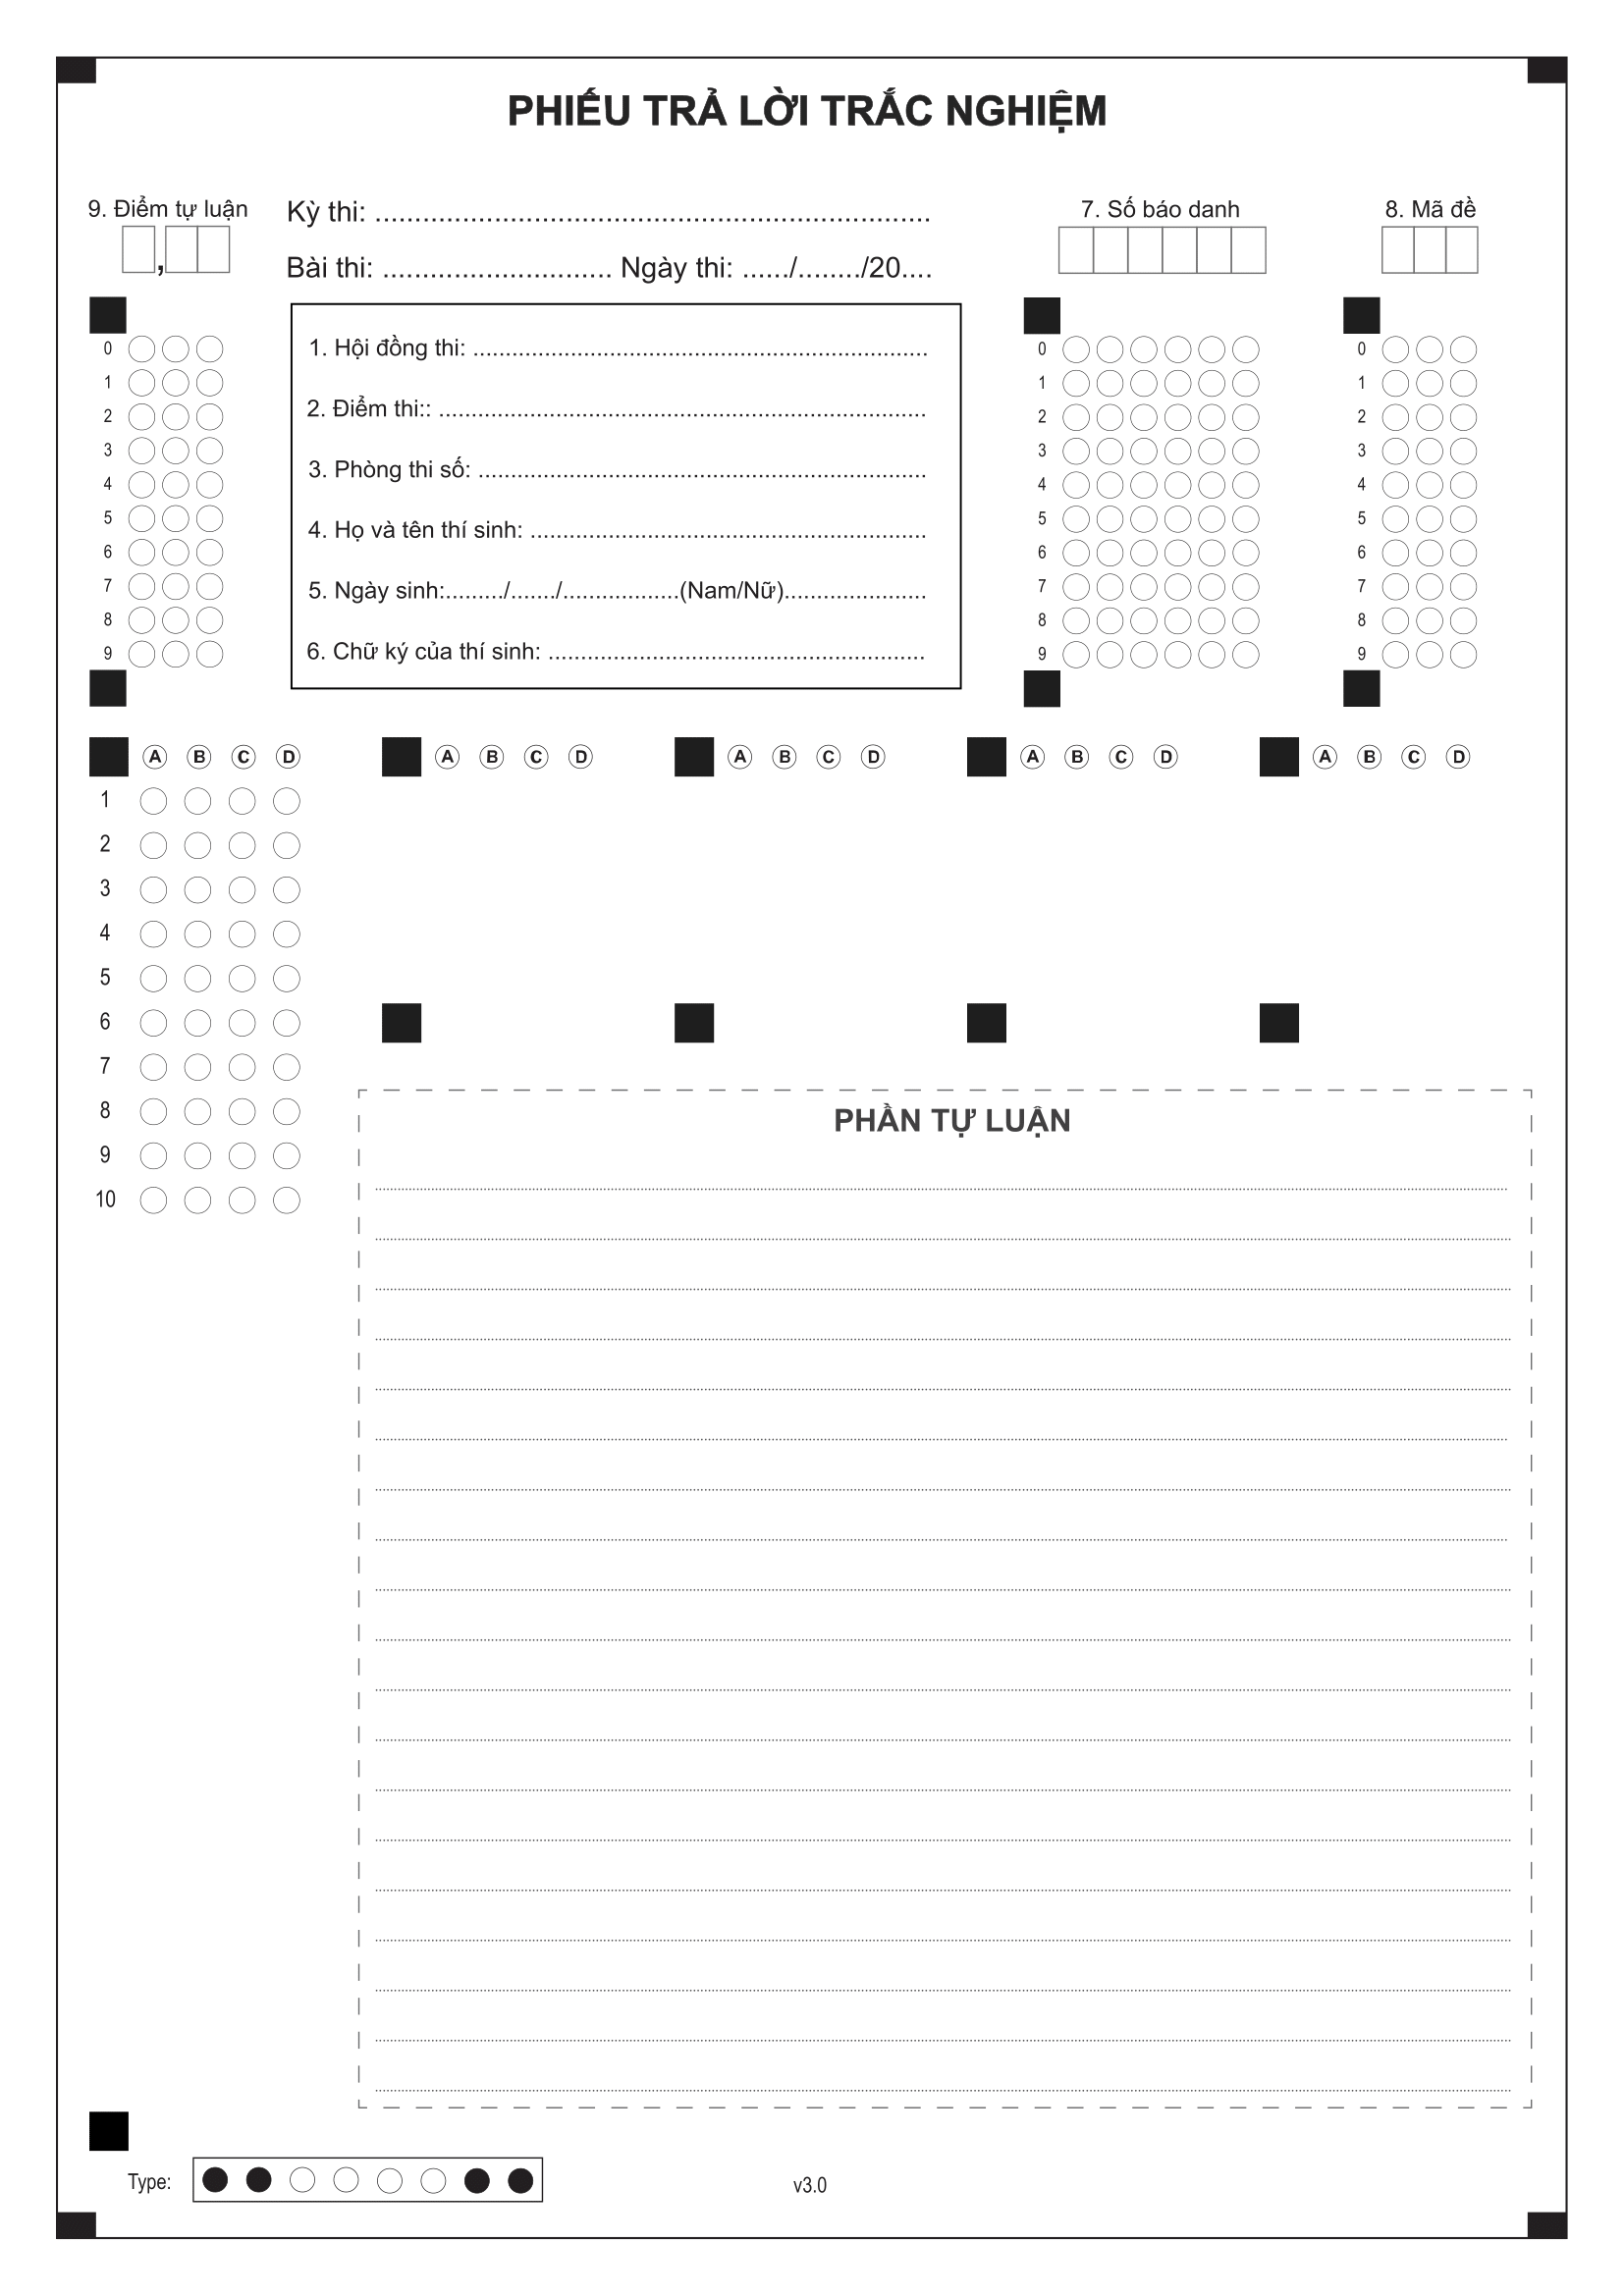 PHIẾU TRẢ LỜI TRẮC NGHIỆM
9. Điểm tự luận
,
Kỳ thi: ......................................................................
Bài thi: ............................. Ngày thi: ....../......../20....
7. Số báo danh
8. Mã đề
0
1
2
3
4
5
6
7
8
9
1. Hội đồng thi: ......................................................................
2. Điểm thi:: ...........................................................................
3. Phòng thi số: .....................................................................
4. Họ và tên thí sinh: .............................................................
5. Ngày sinh:........./......./..................(Nam/Nữ)......................
6. Chữ ký của thí sinh: ..........................................................
0
1
2
3
4
5
6
7
8
9
0
1
2
3
4
5
6
7
8
9
A B C D A B C D A B C D A B C D A B C D
1
2
3
4
5
6
7
8
9
10
PHẦN TỰ LUẬN
Type:
v3.0